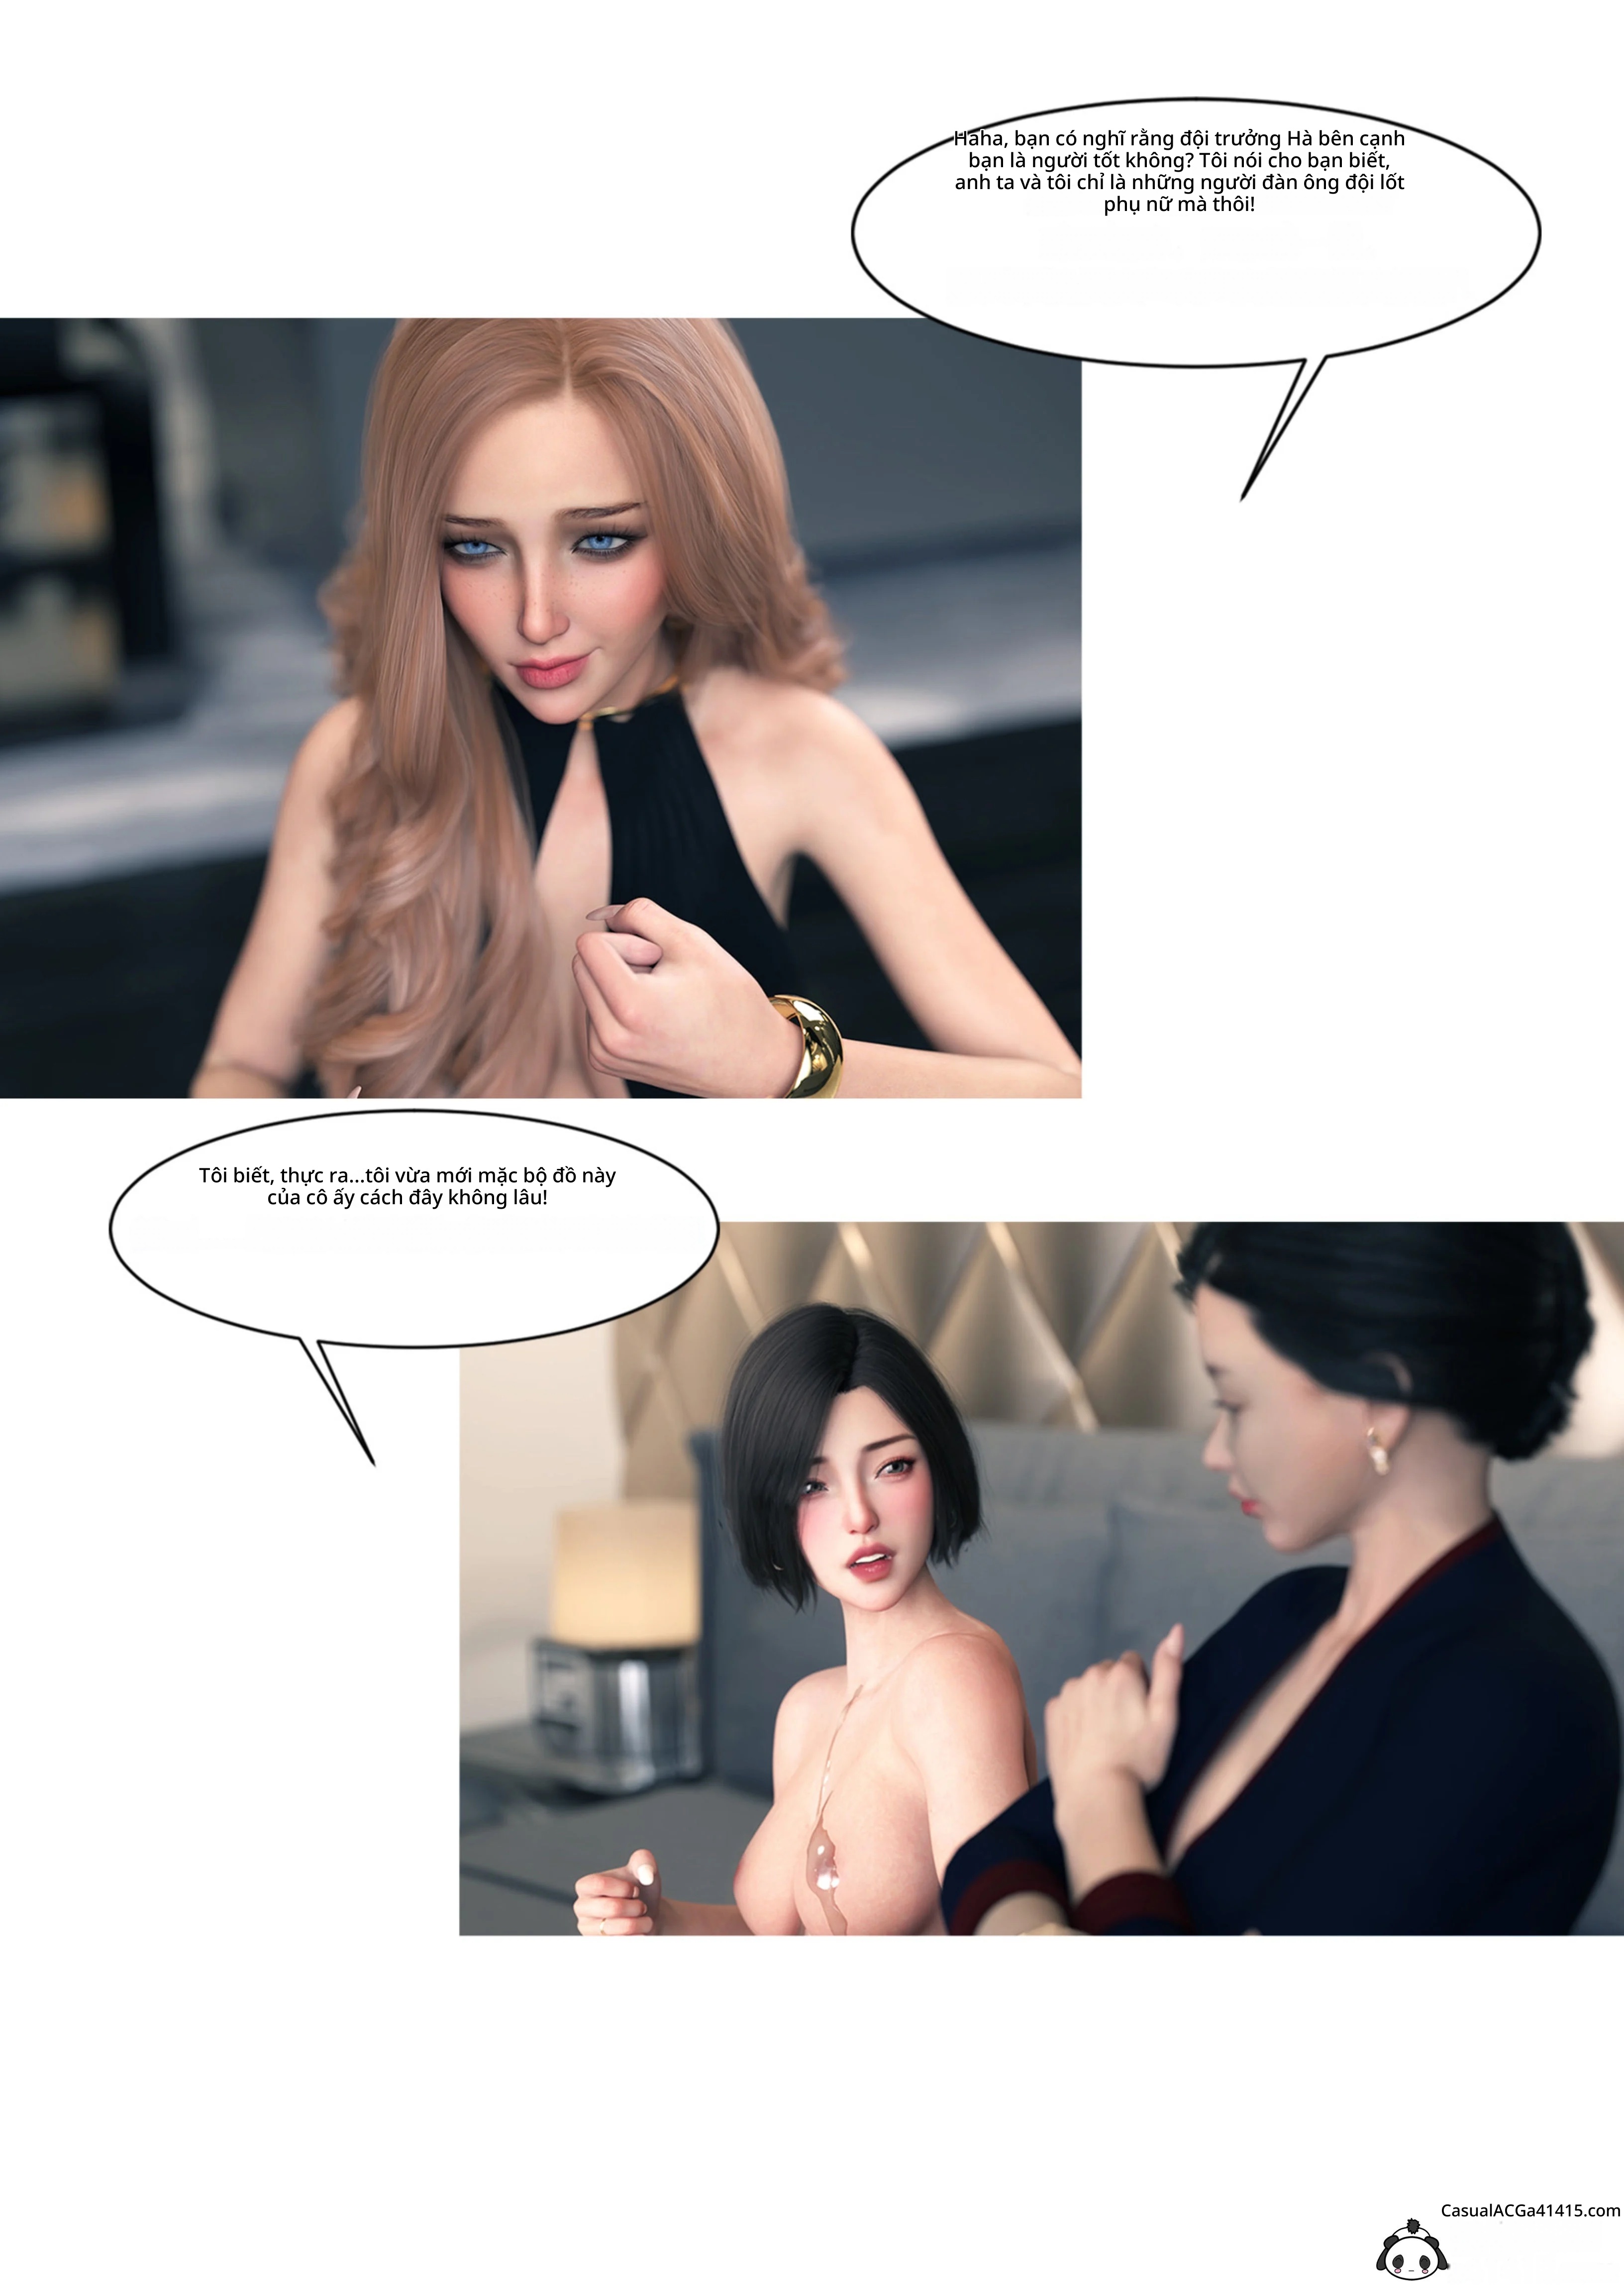 Haha, bạn có nghĩ rằng đội trưởng Hà bên cạnh
bạn là người tốt không? Tôi nói cho bạn biết,
anh ta và tôi chỉ là những người đàn ông đội lốt
phụ nữ mà thôi!
Tôi biết, thực ra...tôi vừa mới mặc bộ đồ này
của cô ấy cách đây không lâu!
CasualACGa41415.com